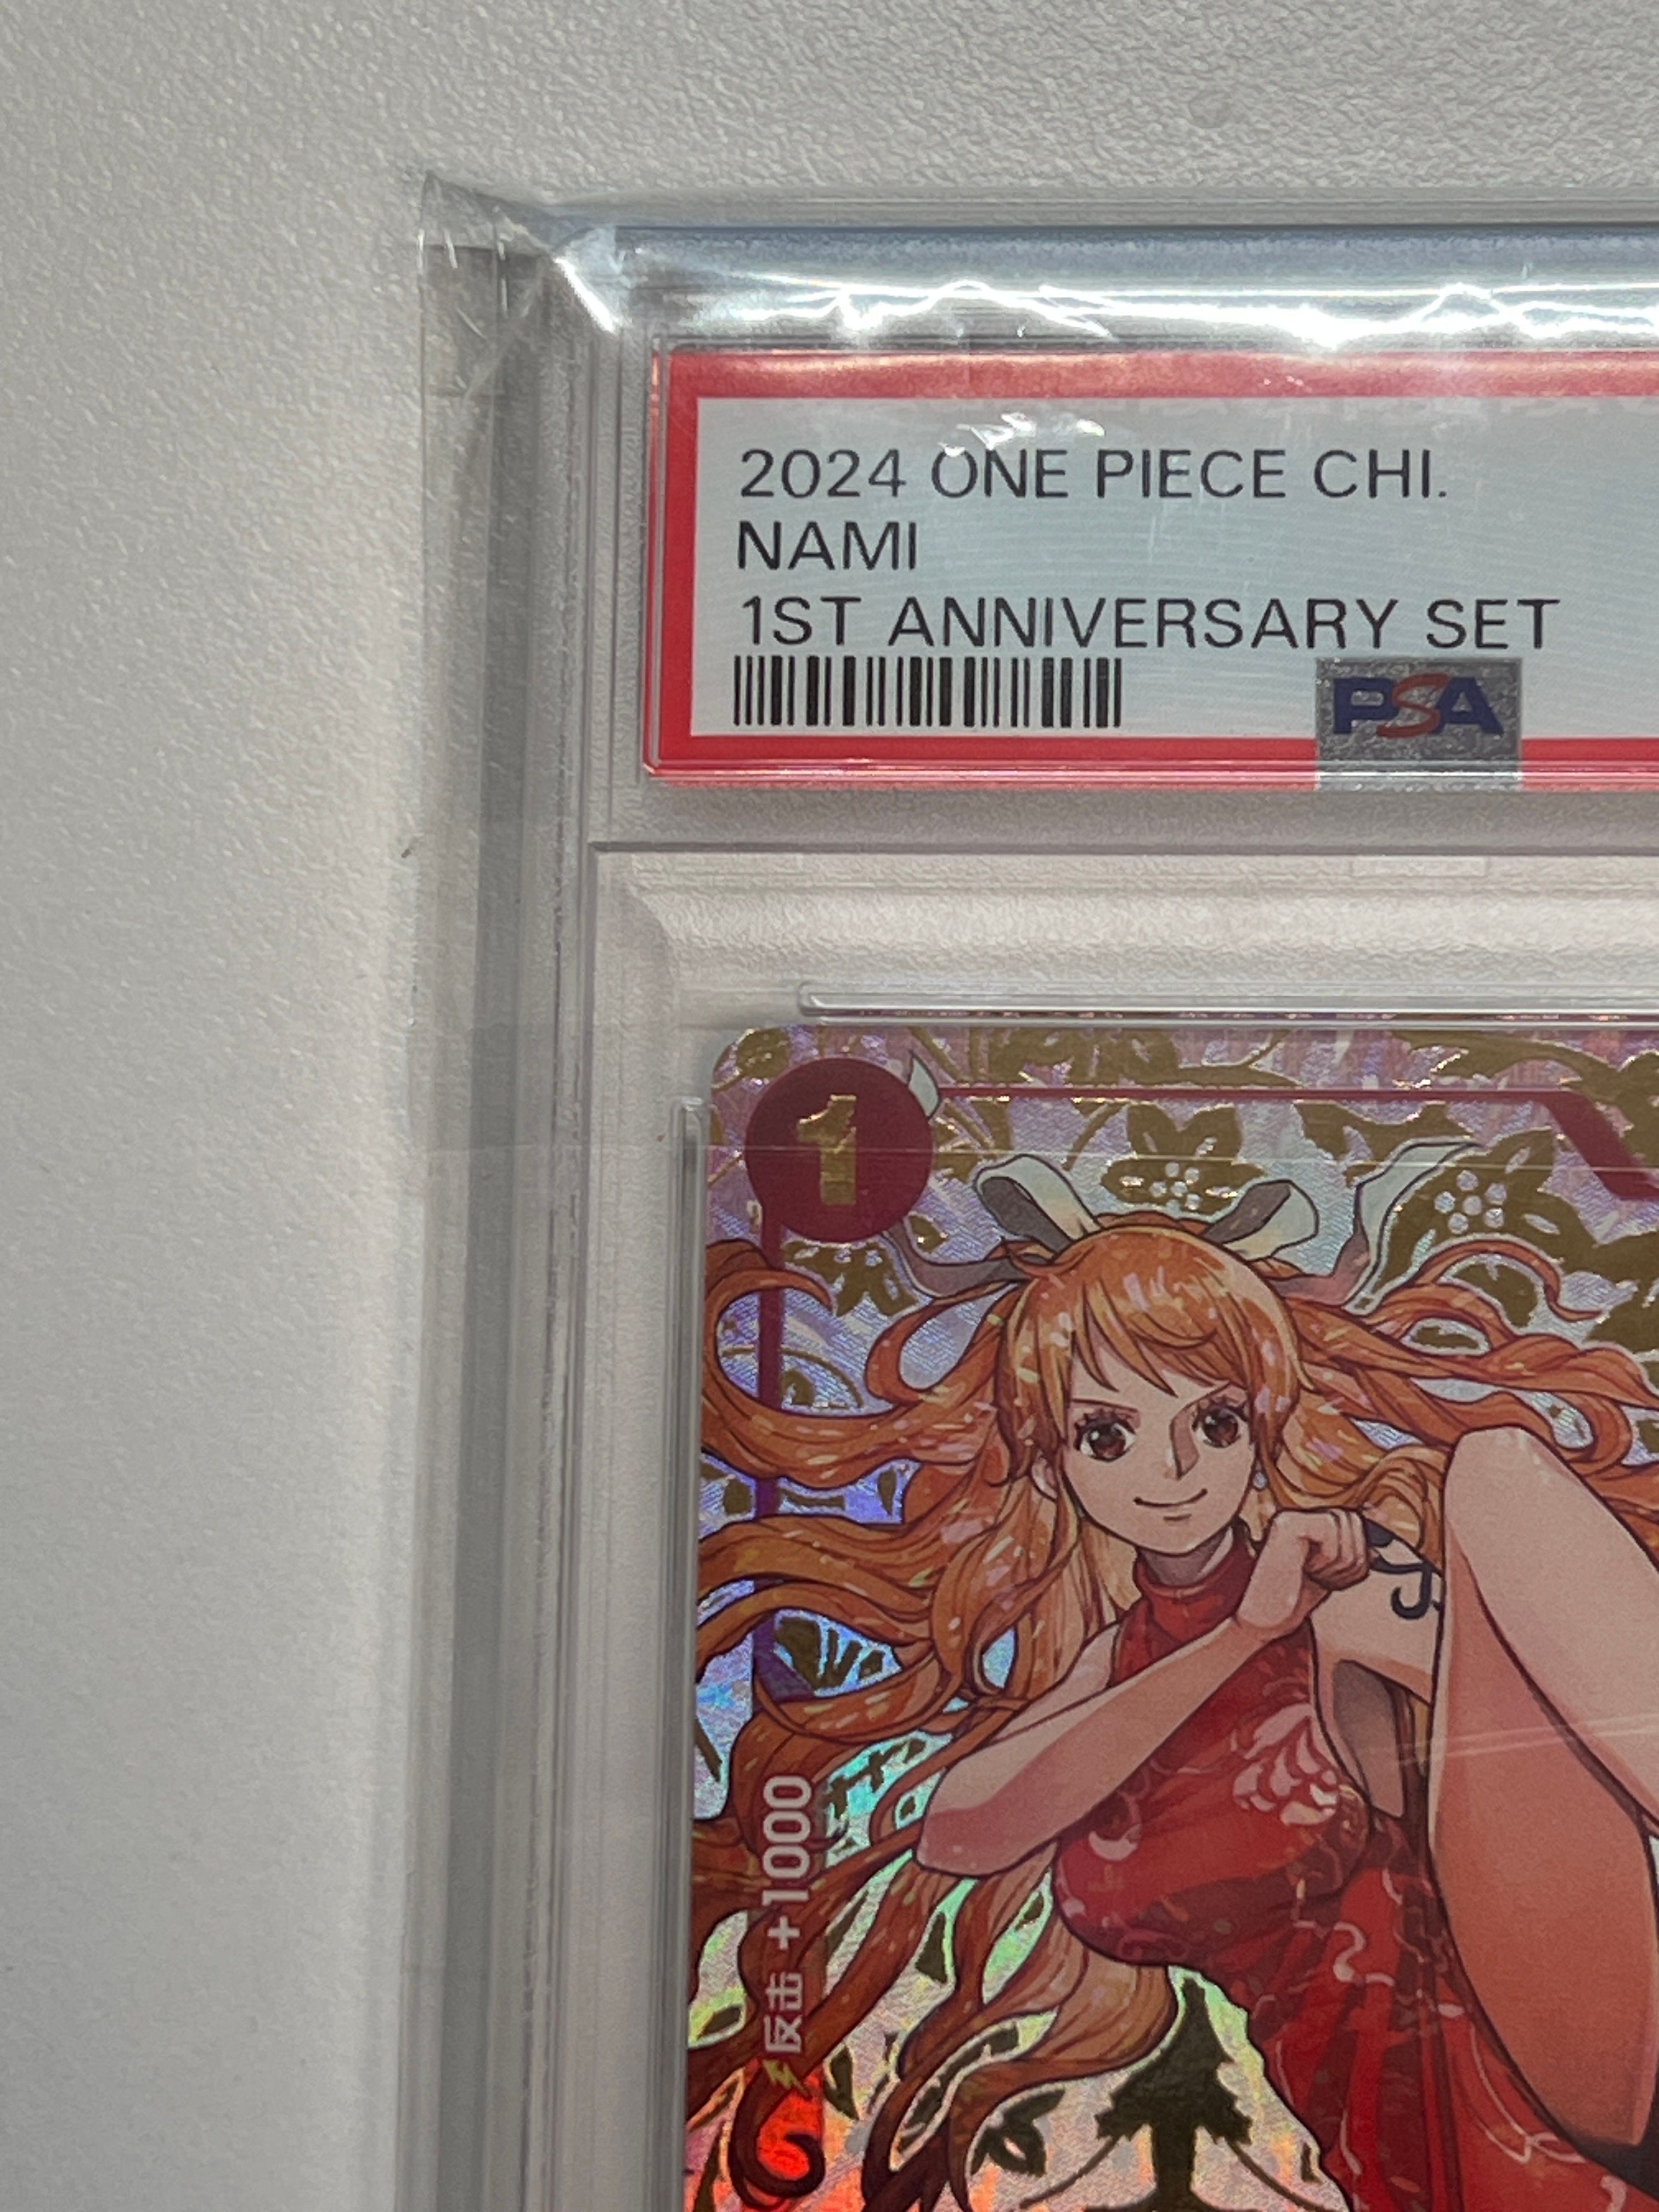 2024 ONE PIECE CHI.
NAMI
1ST ANNIVERSARY SET
PSA
1
反击 +1000